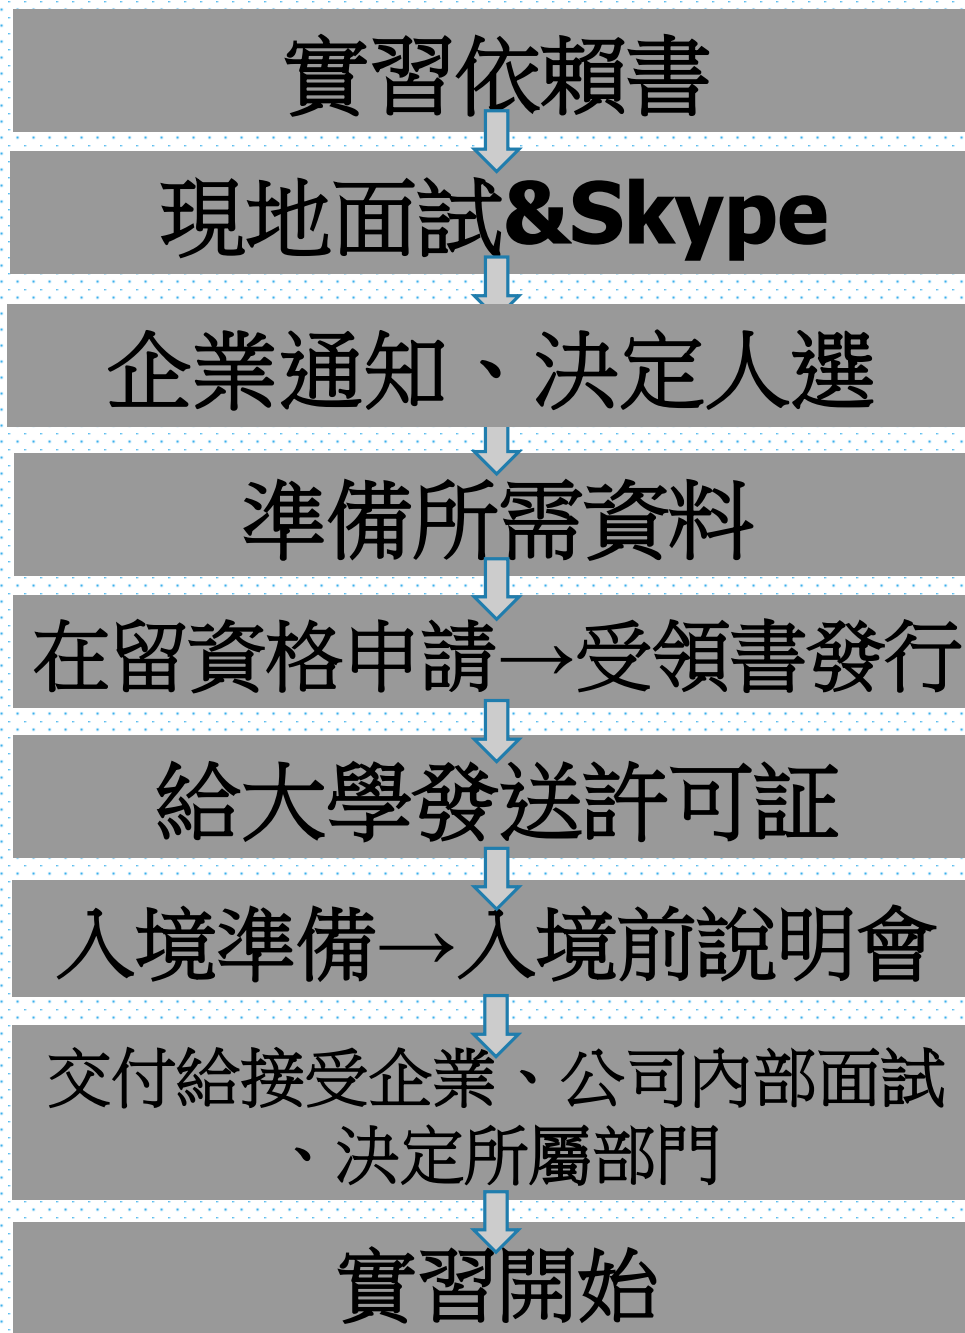 實習依賴書
現地面試&Skype
企業通知、決定人選
準備所需資料
在留資格申請→受領書發行
給大學發送許可証
入境準備→入境前說明會
交付給接受企業、公司內部面試
、決定所屬部門
實習開始